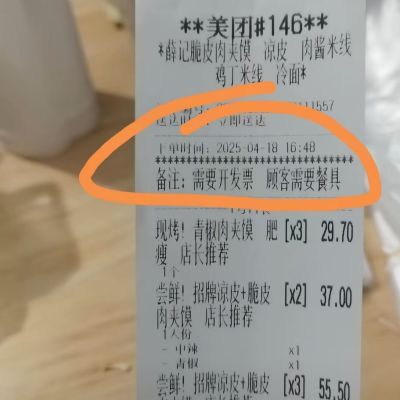 **美团#146**
*薛记脆皮肉夹馍 凉皮 肉酱米线
鸡丁米线 冷面*
立即送达
下单时间: 2025-04-18 16:48
********************************
备注: 需要开发票 顾客需要餐具
现烤! 青椒肉夹馍 肥 [x3] 29.70
瘦 店长推荐
1个
尝鲜! 招牌凉皮+脆皮 [x2] 37.00
肉夹馍 店长推荐
1人份
- 中辣 x1
- 青椒 x1
尝鲜! 招牌凉皮+脆皮 [x3] 55.50